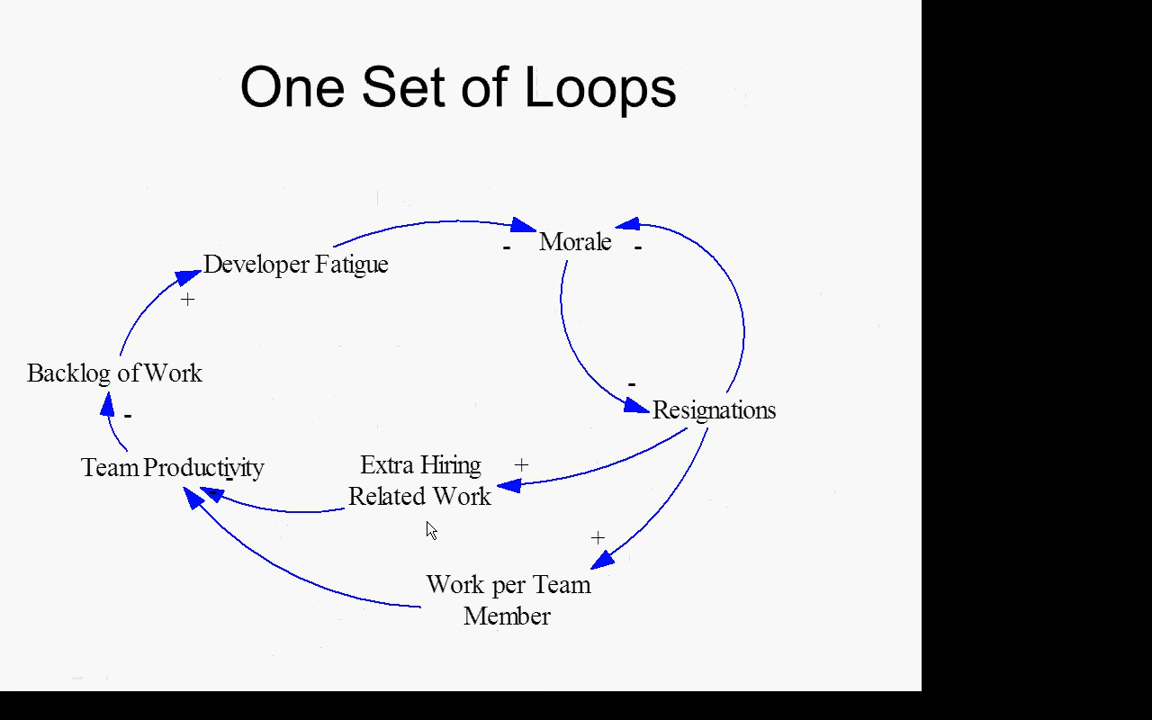 One Set of Loops
Morale
-
-
Developer Fatigue
+
Backlog of Work
-
-
Resignations
Team Productivity
-
-
Extra Hiring
Related Work
+
+
Work per Team
Member